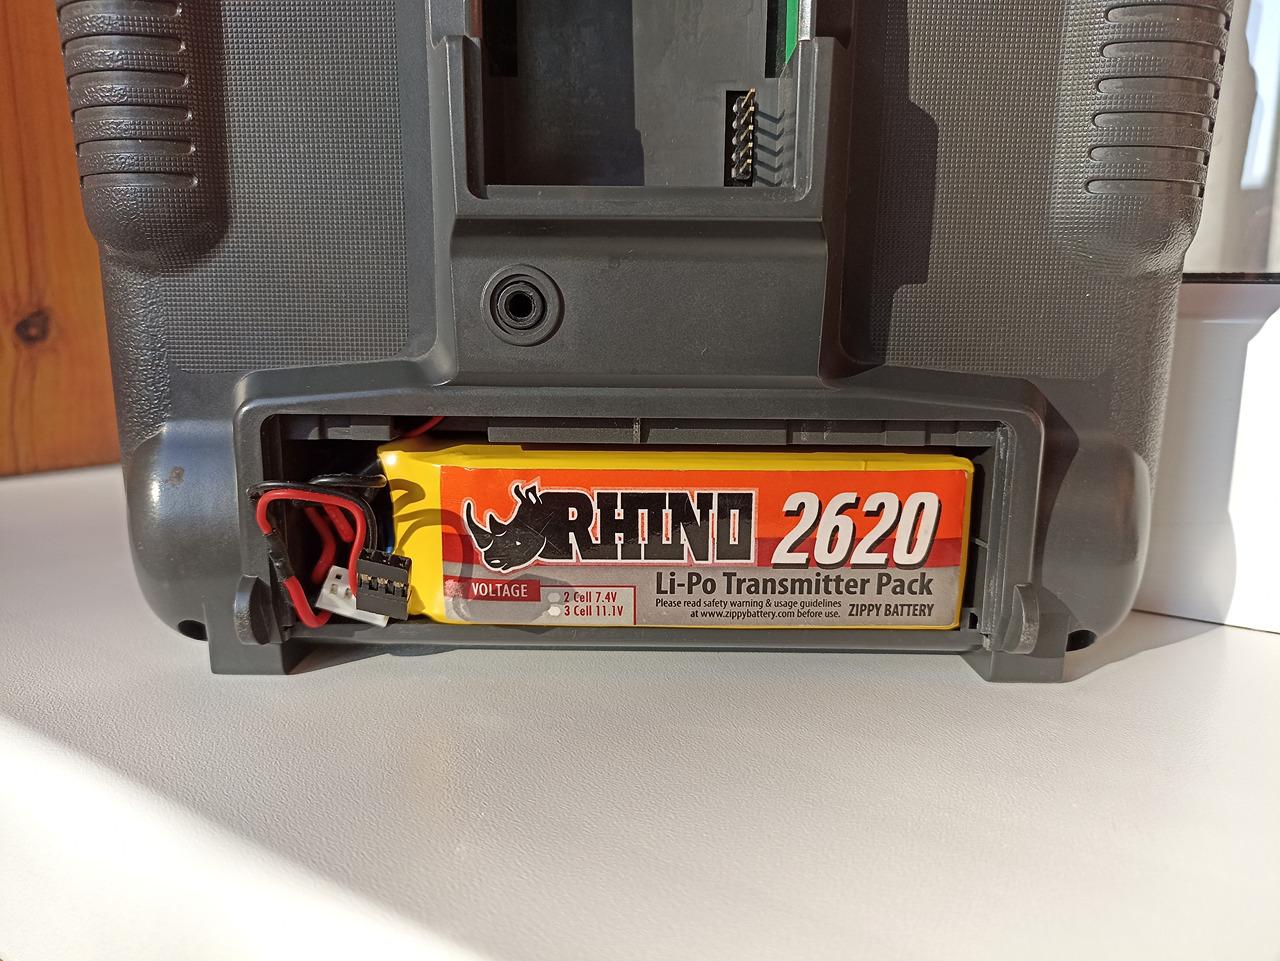 RHINO 2620
Li-Po Transmitter Pack
VOLTAGE
2 Cell 7.4V
3 Cell 11.1V
Please read safety warning & usage guidelines
at www.zippybattery.com before use.
ZIPPY BATTERY